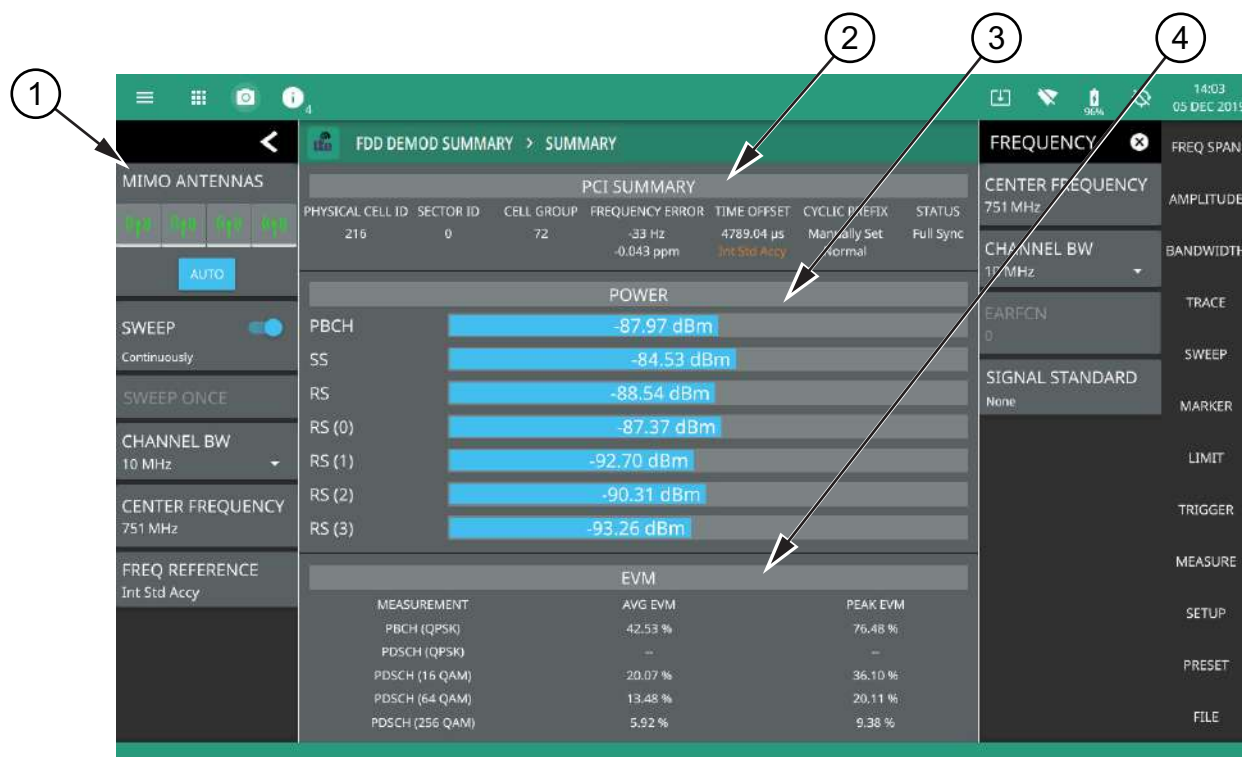 2
3
4
1
4
96%
14:03
05 DEC 2019
FDD DEMOD SUMMARY > SUMMARY
MIMO ANTENNAS
AUTO
SWEEP
Continuously
SWEEP ONCE
CHANNEL BW
10 MHz
CENTER FREQUENCY
751 MHz
FREQ REFERENCE
Int Std Accy
PCI SUMMARY
PHYSICAL CELL ID SECTOR ID CELL GROUP FREQUENCY ERROR TIME OFFSET CYCLIC PREFIX STATUS
216 0 72 -33 Hz 4789.04 µs Manually Set Full Sync
-0.043 ppm Int Std Accy Normal
POWER
PBCH -87.97 dBm
SS -84.53 dBm
RS -88.54 dBm
RS (0) -87.37 dBm
RS (1) -92.70 dBm
RS (2) -90.31 dBm
RS (3) -93.26 dBm
EVM
MEASUREMENT AVG EVM PEAK EVM
PBCH (QPSK) 42.53 % 76.48 %
PDSCH (QPSK) -- --
PDSCH (16 QAM) 20.07 % 36.10 %
PDSCH (64 QAM) 13.48 % 20.11 %
PDSCH (256 QAM) 5.92 % 9.38 %
FREQUENCY
CENTER FREQUENCY
751 MHz
CHANNEL BW
10 MHz
EARFCN
0
SIGNAL STANDARD
None
FREQ SPAN
AMPLITUDE
BANDWIDTH
TRACE
SWEEP
MARKER
LIMIT
TRIGGER
MEASURE
SETUP
PRESET
FILE